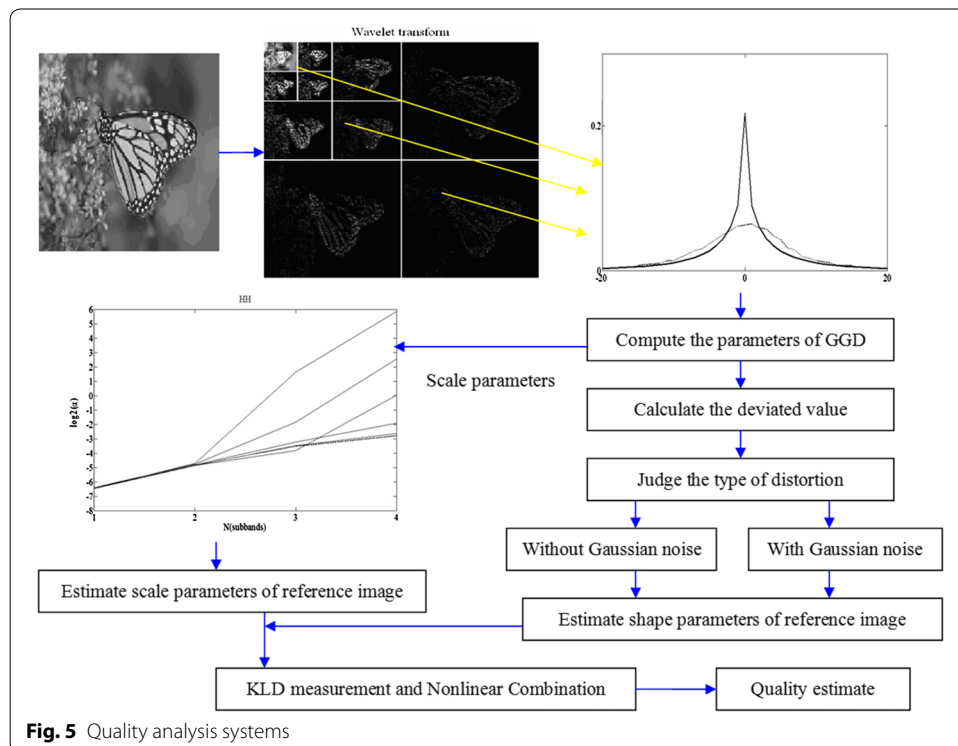 Wavelet transform
0.2
0
-20
0
20
HH
6
5
4
3
2
1
0
-1
-2
-3
-4
-5
-6
-7
-8
log2(α)
1
2
3
4
N(subbands)
Compute the parameters of GGD
Scale parameters
Calculate the deviated value
Judge the type of distortion
Without Gaussian noise
With Gaussian noise
Estimate scale parameters of reference image
Estimate shape parameters of reference image
KLD measurement and Nonlinear Combination
Quality estimate
Fig. 5 Quality analysis systems